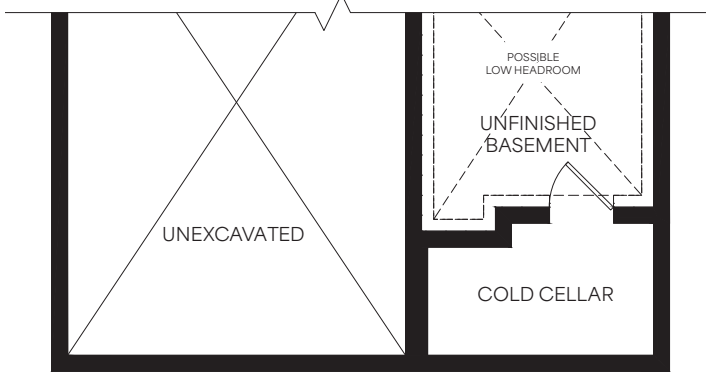 POSSIBLE
LOW HEADROOM
UNFINISHED
BASEMENT
UNEXCAVATED
COLD CELLAR